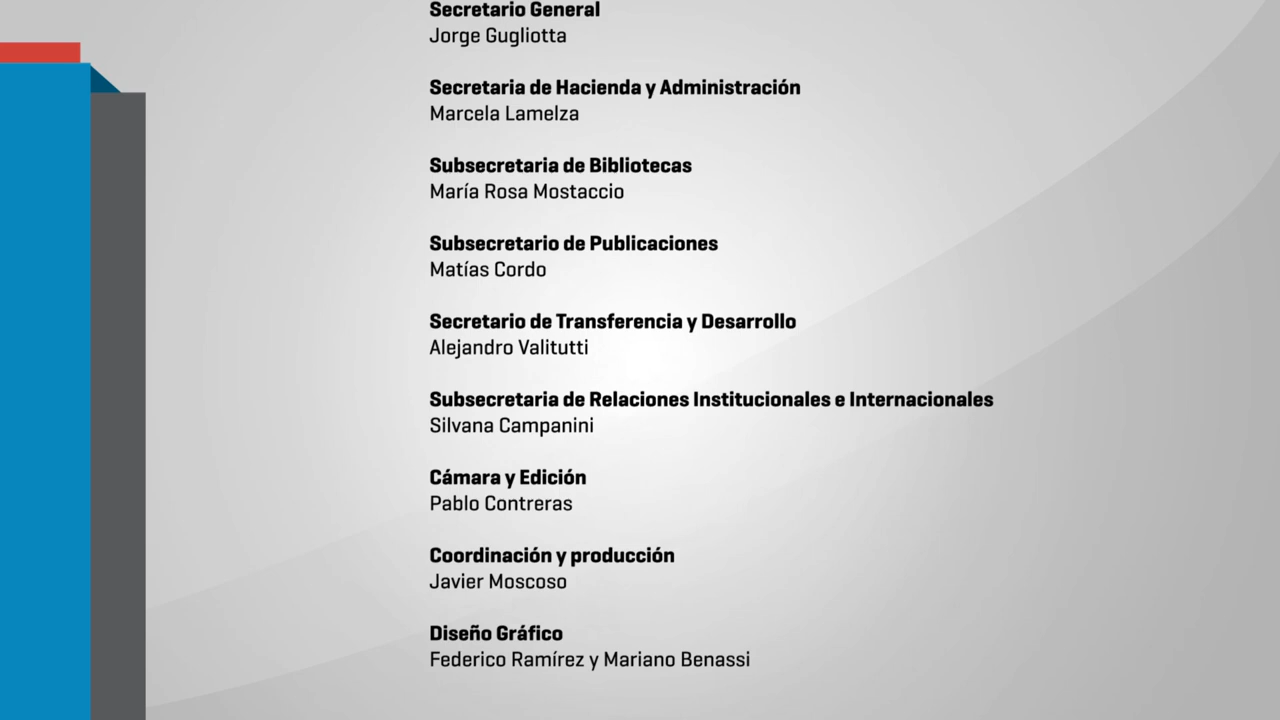 Secretario General
Jorge Gugliotta
Secretaria de Hacienda y Administración
Marcela Lamelza
Subsecretaria de Bibliotecas
María Rosa Mostaccio
Subsecretario de Publicaciones
Matías Cordo
Secretario de Transferencia y Desarrollo
Alejandro Valitutti
Subsecretaria de Relaciones Institucionales e Internacionales
Silvana Campanini
Cámara y Edición
Pablo Contreras
Coordinación y producción
Javier Moscoso
Diseño Gráfico
Federico Ramírez y Mariano Benassi